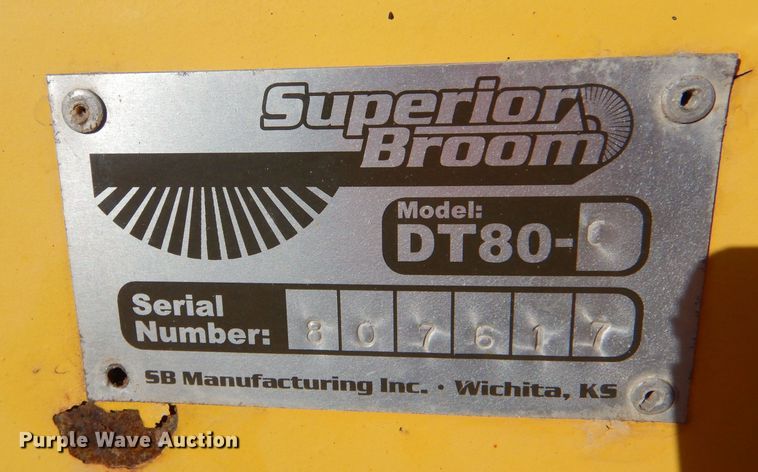 Superior
Broom
Model:
DT80-C
Serial
Number: 807617
SB Manufacturing Inc. · Wichita, KS
Purple Wave Auction